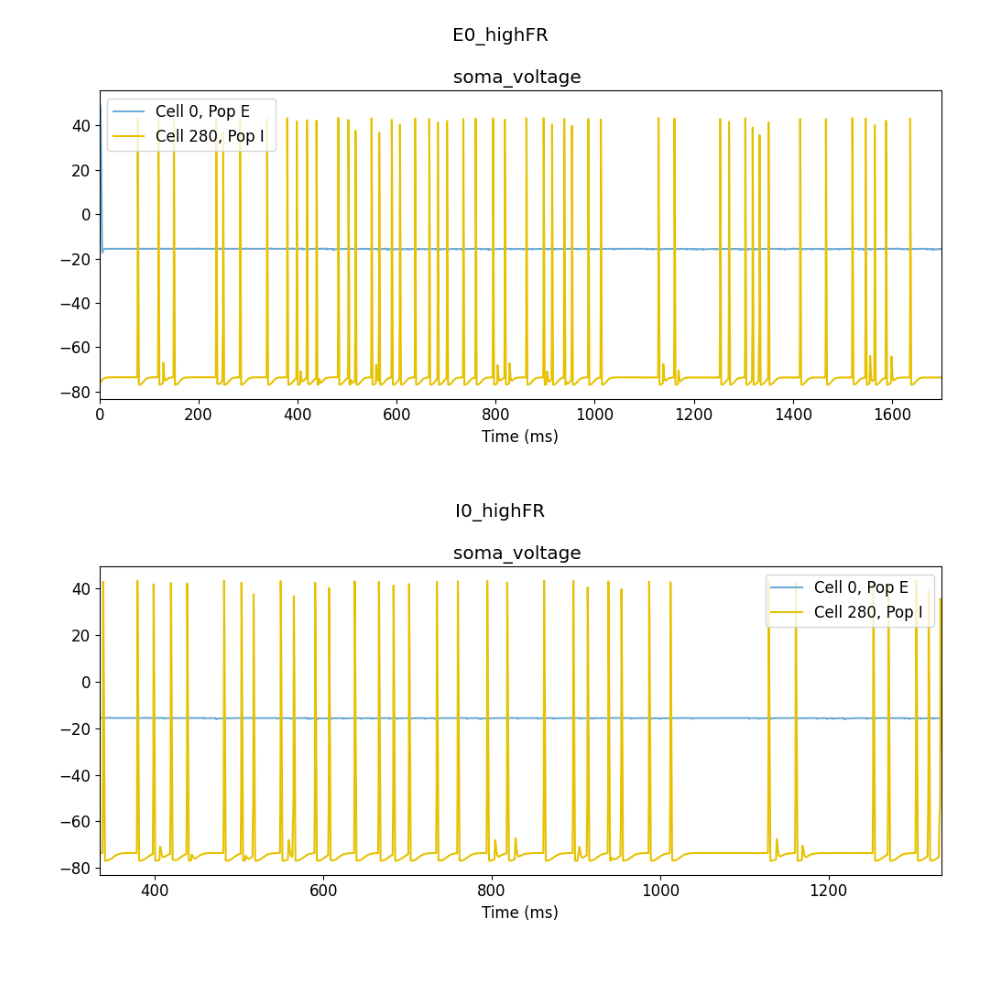 E0_highFR
soma_voltage
Cell 0, Pop E
Cell 280, Pop I
40
20
0
−20
−40
−60
−80
0 200 400 600 800 1000 1200 1400 1600
Time (ms)
I0_highFR
soma_voltage
Cell 0, Pop E
Cell 280, Pop I
40
20
0
−20
−40
−60
−80
400 600 800 1000 1200
Time (ms)